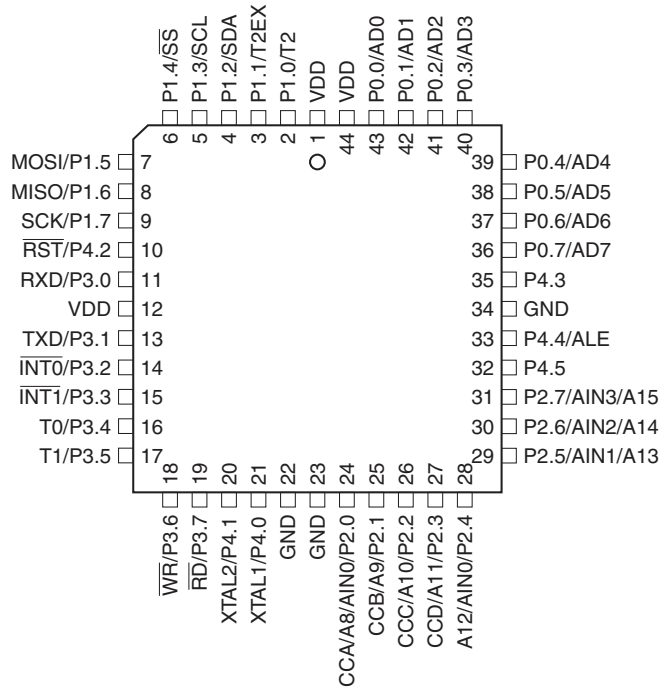 P1.4/S̅S̅
P1.3/SCL
P1.2/SDA
P1.1/T2EX
P1.0/T2
VDD
VDD
P0.0/AD0
P0.1/AD1
P0.2/AD2
P0.3/AD3
6 5 4 3 2 1 44 43 42 41 40
MOSI/P1.5 7
MISO/P1.6 8
SCK/P1.7 9
R̅S̅T̅/P4.2 10
RXD/P3.0 11
VDD 12
TXD/P3.1 13
I̅N̅T̅0̅/P3.2 14
I̅N̅T̅1̅/P3.3 15
T0/P3.4 16
T1/P3.5 17
39 P0.4/AD4
38 P0.5/AD5
37 P0.6/AD6
36 P0.7/AD7
35 P4.3
34 GND
33 P4.4/ALE
32 P4.5
31 P2.7/AIN3/A15
30 P2.6/AIN2/A14
29 P2.5/AIN1/A13
18 19 20 21 22 23 24 25 26 27 28
W̅R̅/P3.6
R̅D̅/P3.7
XTAL2/P4.1
XTAL1/P4.0
GND
GND
CCA/A8/AIN0/P2.0
CCB/A9/P2.1
CCC/A10/P2.2
CCD/A11/P2.3
A12/AIN0/P2.4